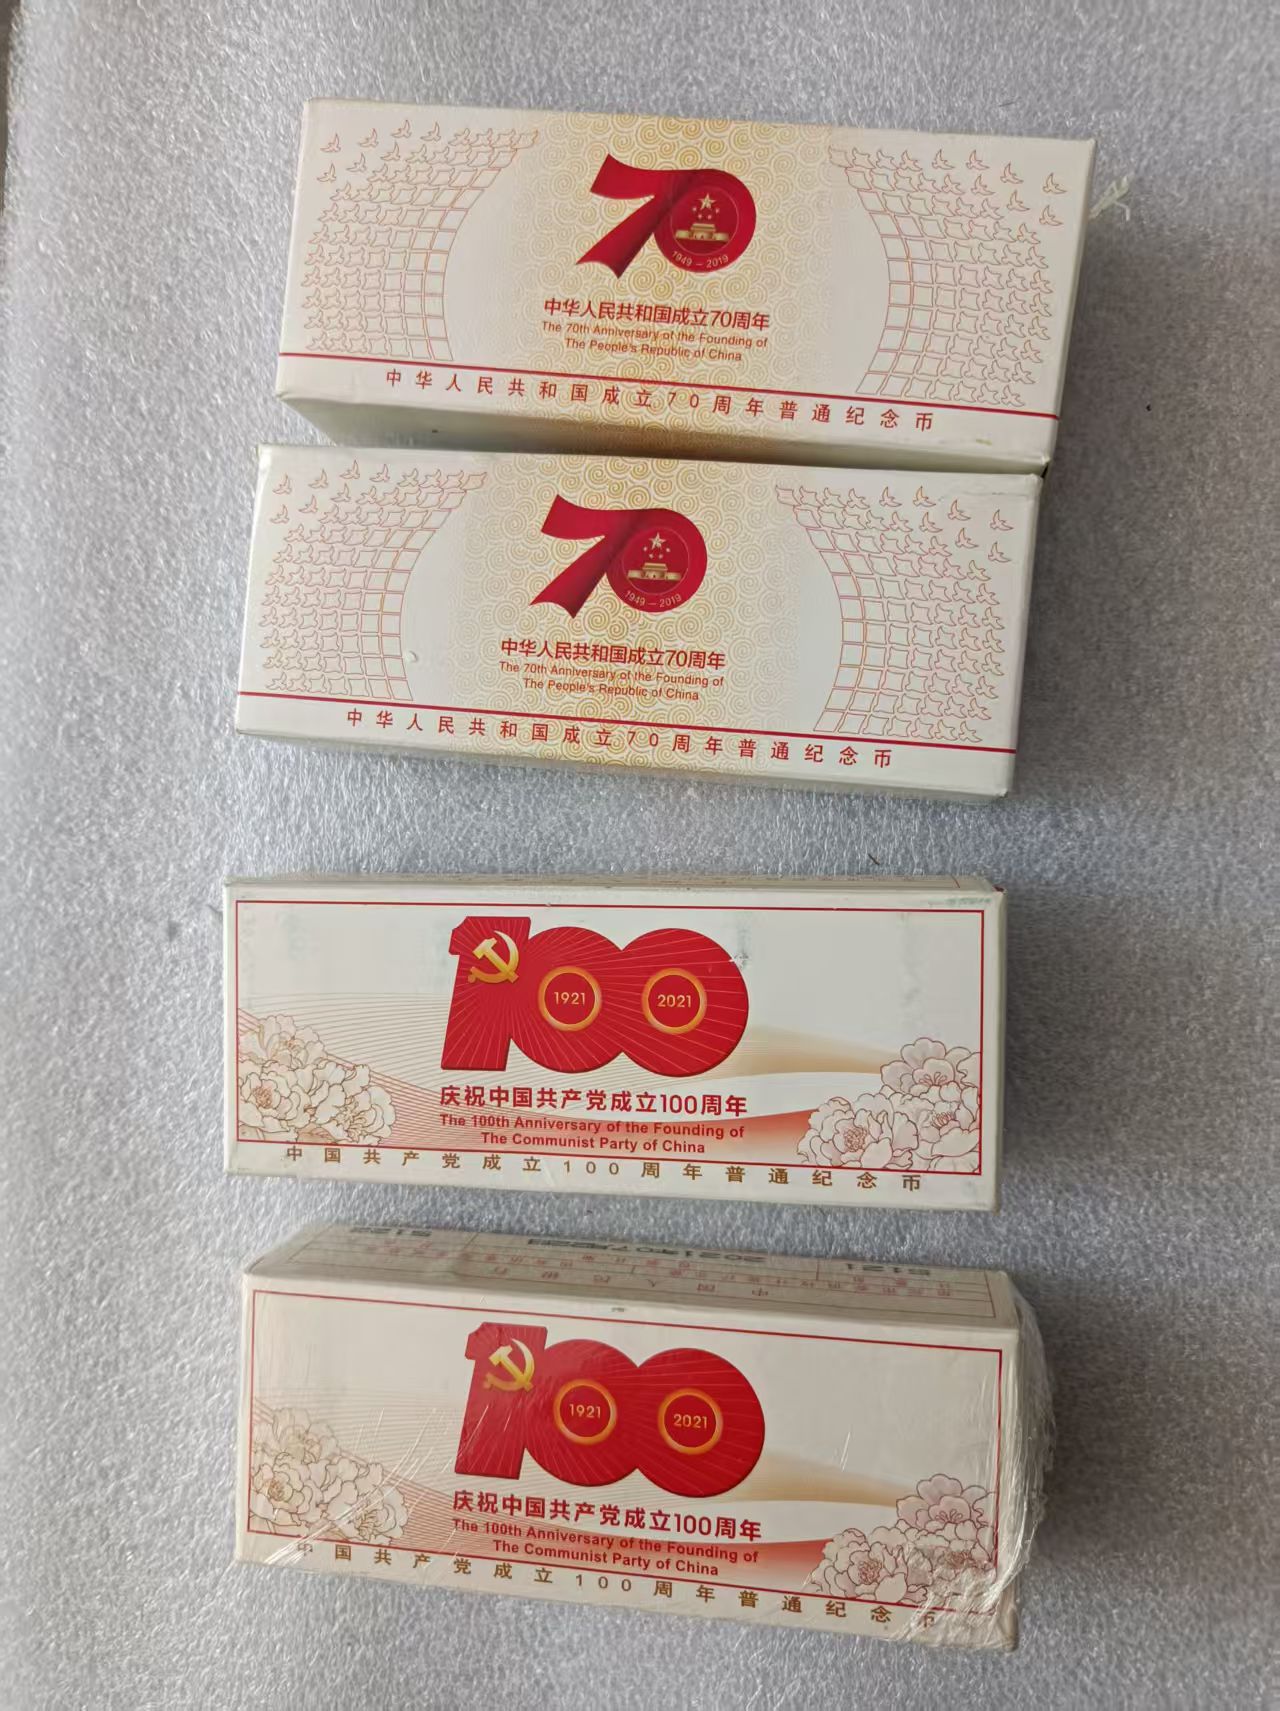 70
1949-2019
中华人民共和国成立70周年
The 70th Anniversary of the Founding of
The People's Republic of China
中华人民共和国成立70周年普通纪念币
70
1949-2019
中华人民共和国成立70周年
The 70th Anniversary of the Founding of
The People's Republic of China
中华人民共和国成立70周年普通纪念币
100
1921 2021
庆祝中国共产党成立100周年
The 100th Anniversary of the Founding of
The Communist Party of China
中国共产党成立100周年普通纪念币
5121
中国人民银行
100
1921 2021
庆祝中国共产党成立100周年
The 100th Anniversary of the Founding of
The Communist Party of China
中国共产党成立100周年普通纪念币